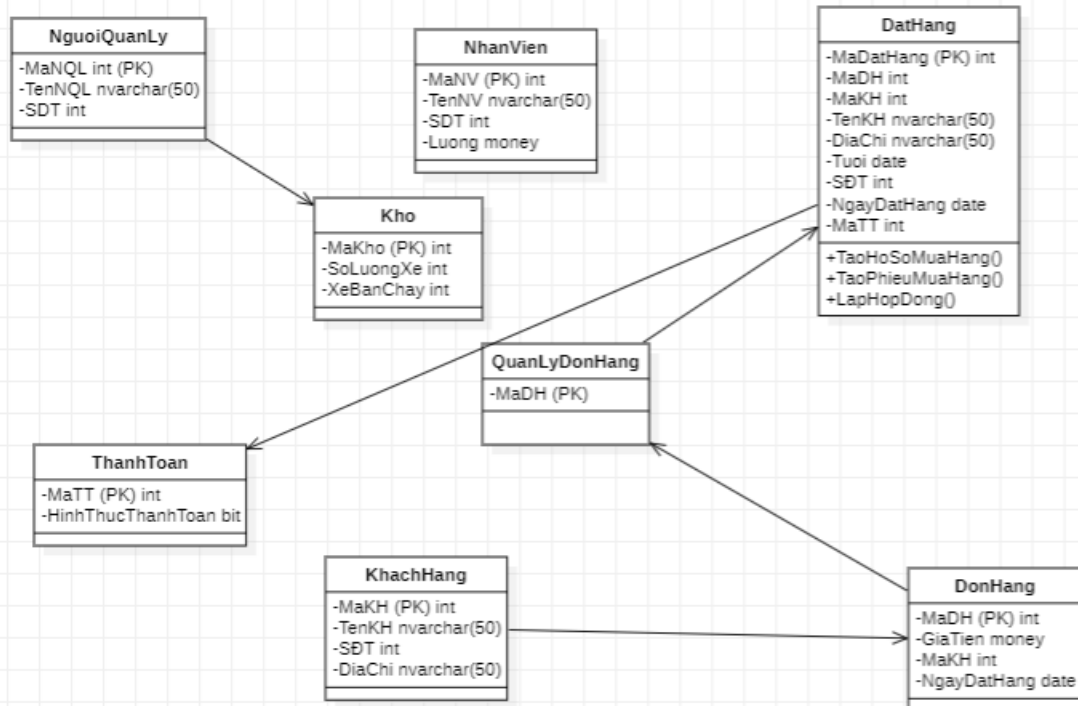 NguoiQuanLy
-MaNQL int (PK)
-TenNQL nvarchar(50)
-SDT int
NhanVien
-MaNV (PK) int
-TenNV nvarchar(50)
-SDT int
-Luong money
DatHang
-MaDatHang (PK) int
-MaDH int
-MaKH int
-TenKH nvarchar(50)
-DiaChi nvarchar(50)
-Tuoi date
-SĐT int
-NgayDatHang date
-MaTT int
+TaoHoSoMuaHang()
+TaoPhieuMuaHang()
+LapHopDong()
Kho
-MaKho (PK) int
-SoLuongXe int
-XeBanChay int
QuanLyDonHang
-MaDH (PK)
ThanhToan
-MaTT (PK) int
-HinhThucThanhToan bit
KhachHang
-MaKH (PK) int
-TenKH nvarchar(50)
-SĐT int
-DiaChi nvarchar(50)
DonHang
-MaDH (PK) int
-GiaTien money
-MaKH int
-NgayDatHang date